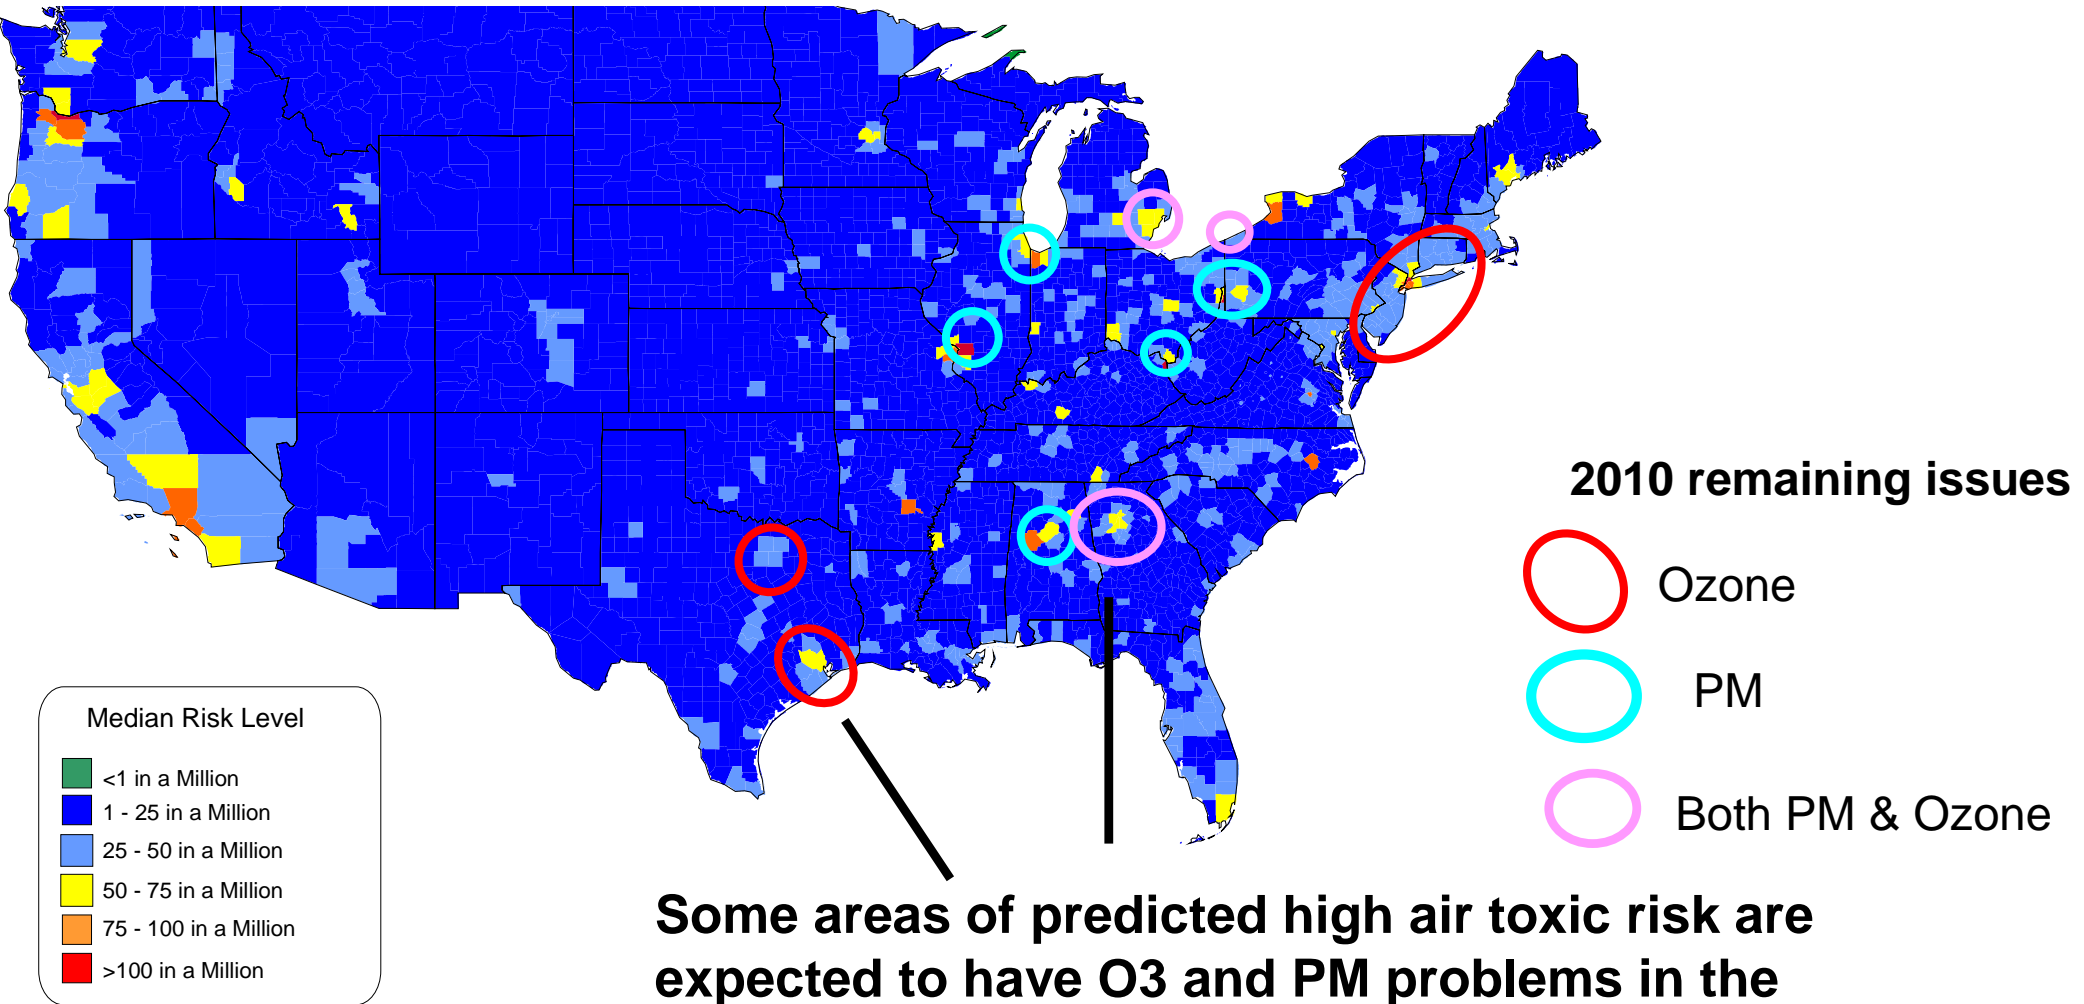 2010 remaining issues
Ozone
PM
Both PM & Ozone
Median Risk Level
<1 in a Million
1 - 25 in a Million
25 - 50 in a Million
50 - 75 in a Million
75 - 100 in a Million
>100 in a Million
Some areas of predicted high air toxic risk are
expected to have O3 and PM problems in the